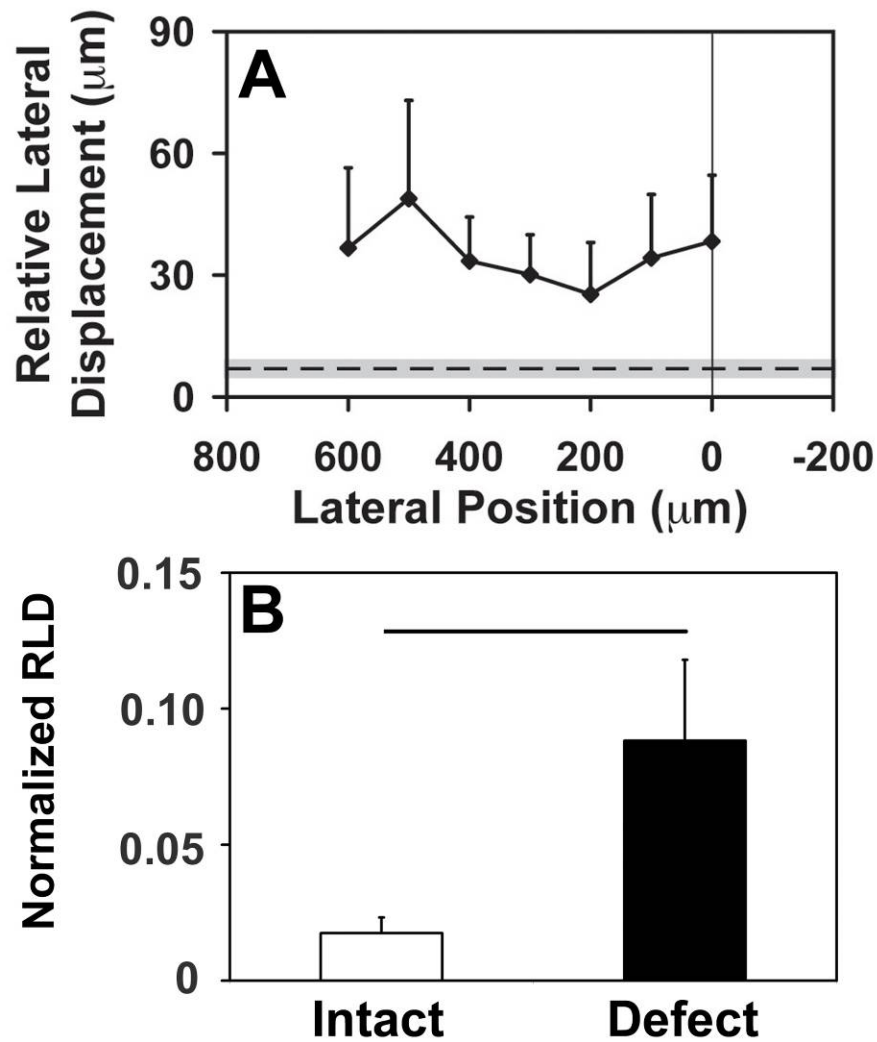 A
Relative Lateral
Displacement (μm)
90
60
30
0
800 600 400 200 0 -200
Lateral Position (μm)
B
Normalized RLD
0.15
0.10
0.05
0
Intact Defect